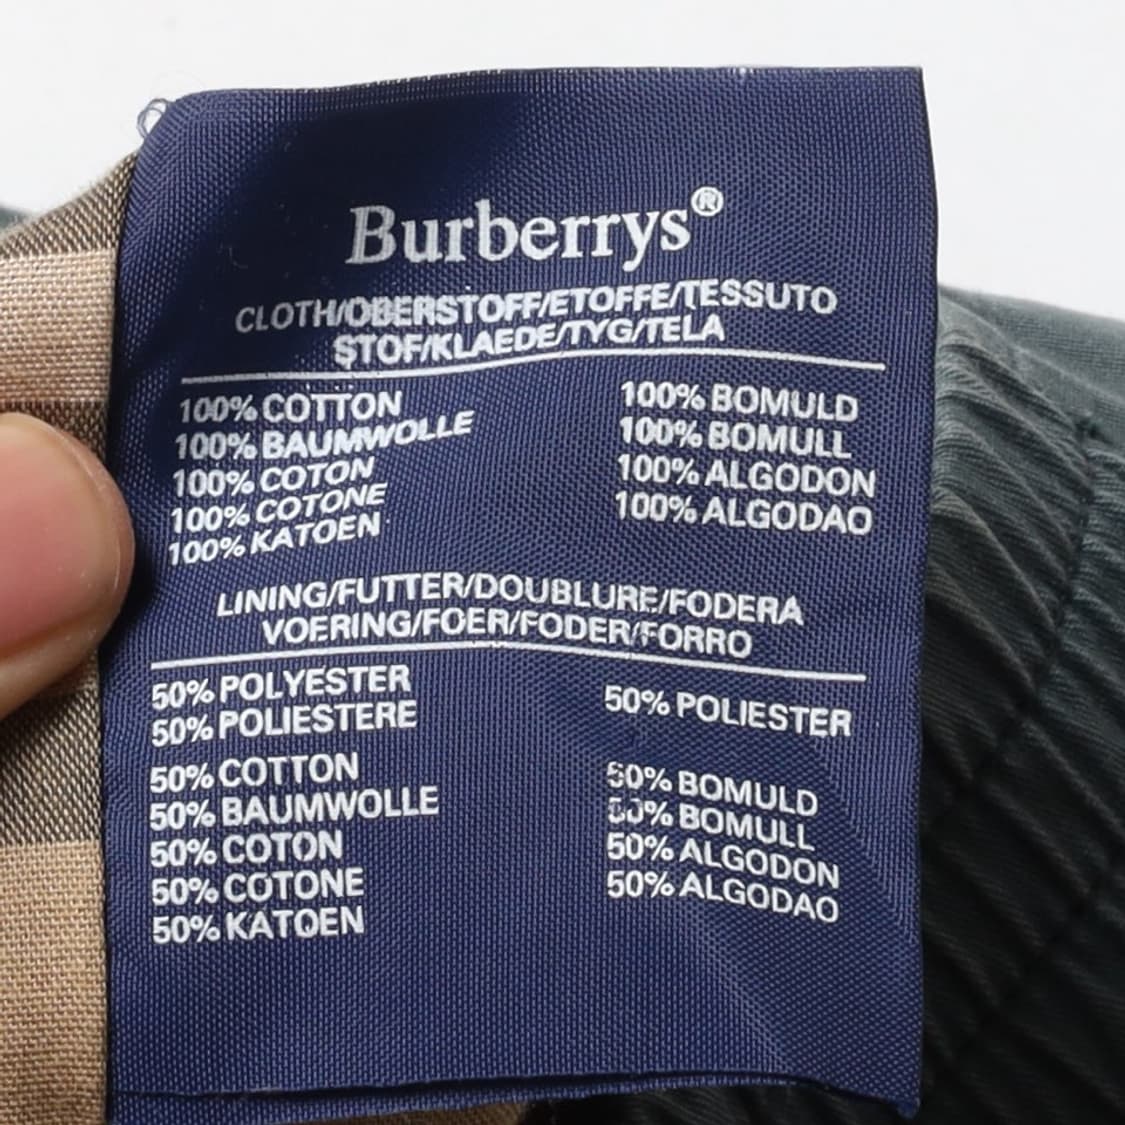 Burberrys®
CLOTH/OBERSTOFF/ETOFFE/TESSUTO
STOF/KLAEDE/TYG/TELA
100% COTTON
100% BAUMWOLLE
100% COTON
100% COTONE
100% KATOEN
100% BOMULD
100% BOMULL
100% ALGODON
100% ALGODAO
LINING/FUTTER/DOUBLURE/FODERA
VOERING/FOER/FODER/FORRO
50% POLYESTER
50% POLIESTERE
50% POLIESTER
50% COTTON
50% BAUMWOLLE
50% COTON
50% COTONE
50% KATOEN
50% BOMULD
50% BOMULL
50% ALGODON
50% ALGODAO